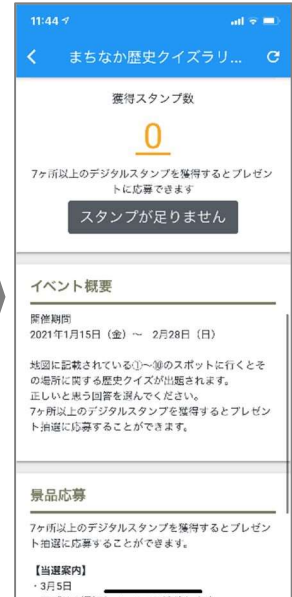 11:44
まちなか歴史クイズラリ...
獲得スタンプ数
0
7ヶ所以上のデジタルスタンプを獲得するとプレゼン
トに応募できます
スタンプが足りません
イベント概要
開催期間
2021年1月15日（金）～ 2月28日（日）
地図に記載されている①～⑩のスポットに行くとそ
の場所に関する歴史クイズが出題されます。
正しいと思う回答を選んでください。
7ヶ所以上のデジタルスタンプを獲得するとプレゼン
ト抽選に応募することができます。
景品応募
7ヶ所以上のデジタルスタンプを獲得するとプレゼン
ト抽選に応募することができます。
【当選案内】
・3月5日